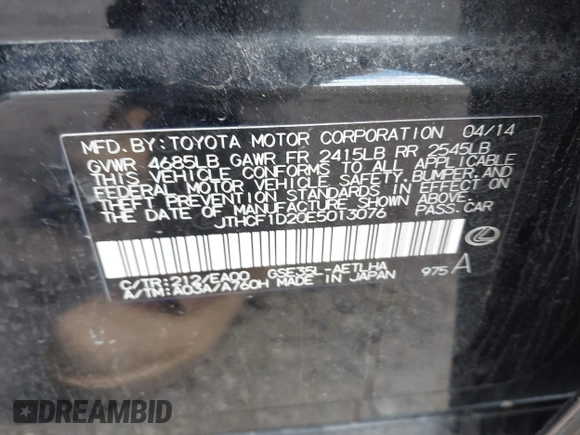 MFD. BY: TOYOTA MOTOR CORPORATION 04/14
GVWR 4685LB GAWR FR 2415LB RR 2545LB
THIS VEHICLE CONFORMS TO ALL APPLICABLE
FEDERAL MOTOR VEHICLE SAFETY, BUMPER, AND
THEFT PREVENTION STANDARDS IN EFFECT ON
THE DATE OF MANUFACTURE SHOWN ABOVE.
JTHCF1D20E5013076 PASS. CAR
C/TR: 212/EA00 GSE35L-AETLHA
A/TM: A03A/A760H MADE IN JAPAN 975 A
DREAMBID